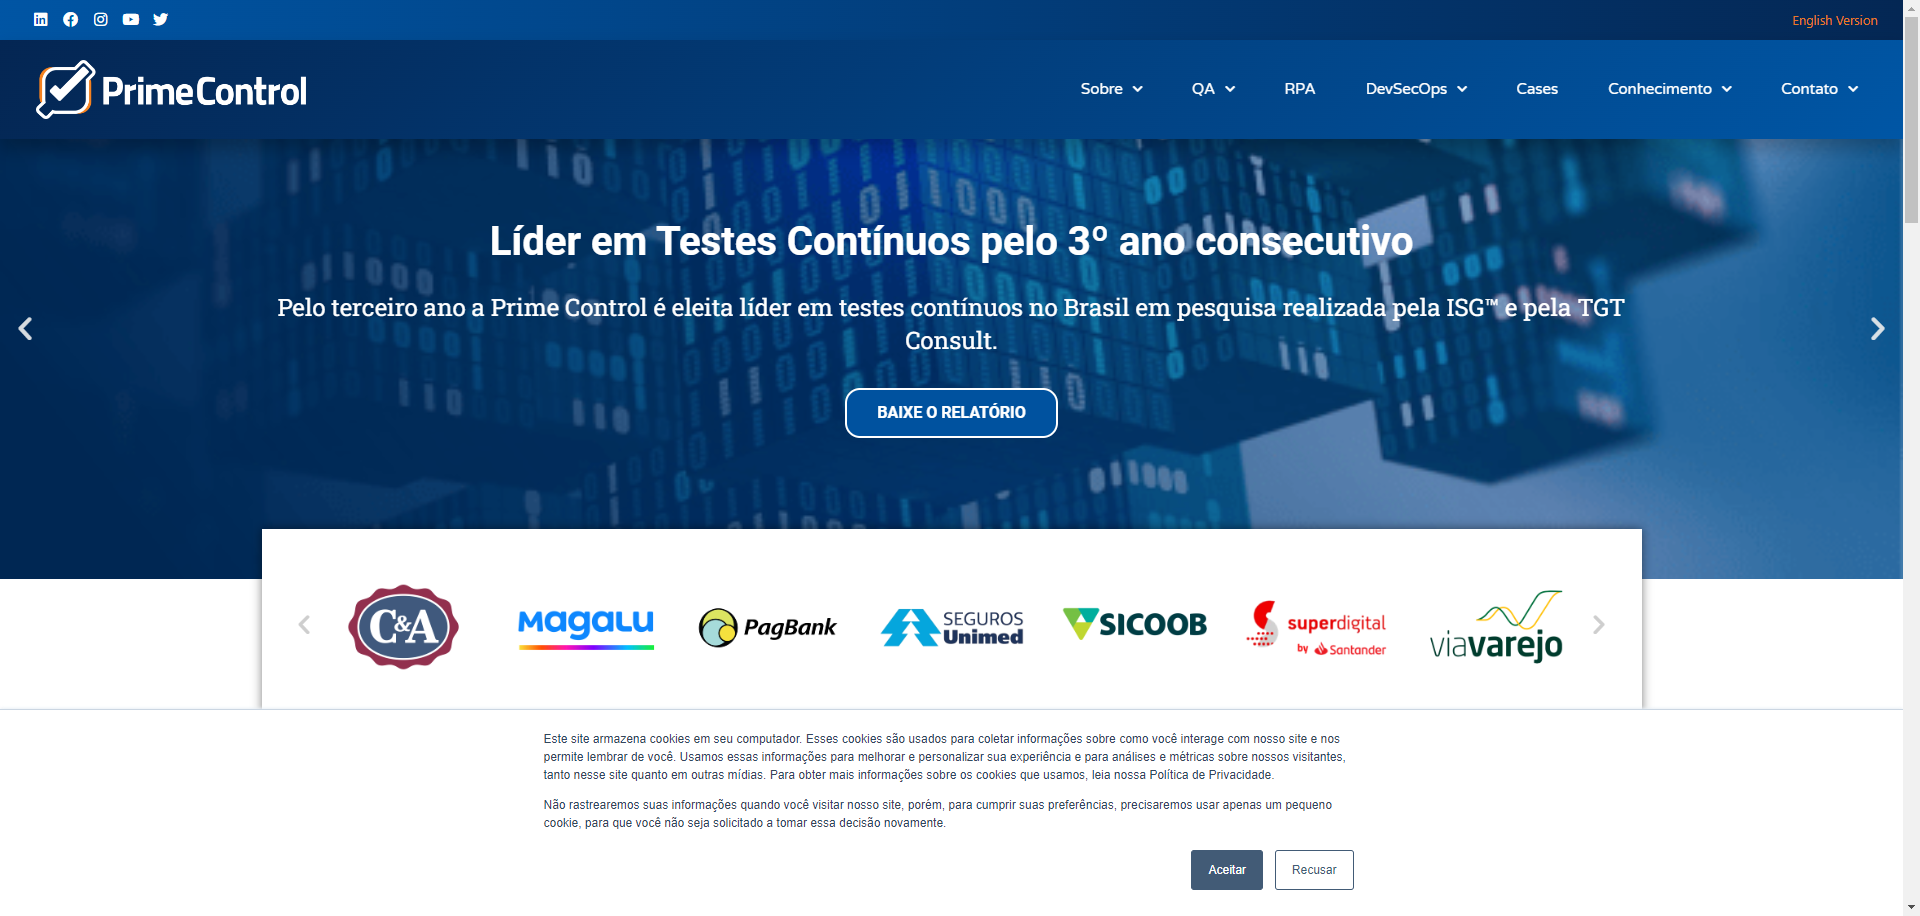 English Version
PrimeControl
Sobre QA RPA DevSecOps Cases Conhecimento Contato
Líder em Testes Contínuos pelo 3º ano consecutivo
Pelo terceiro ano a Prime Control é eleita líder em testes contínuos no Brasil em pesquisa realizada pela ISG™ e pela TGT
Consult.
BAIXE O RELATÓRIO
C&A
MAGALU
PagBank
SEGUROS
Unimed
SICOOB
superdigital
by Santander
viavarejo
Este site armazena cookies em seu computador. Esses cookies são usados para coletar informações sobre como você interage com nosso site e nos
permite lembrar de você. Usamos essas informações para melhorar e personalizar sua experiência e para análises e métricas sobre nossos visitantes,
tanto nesse site quanto em outras mídias. Para obter mais informações sobre os cookies que usamos, leia nossa Política de Privacidade.
Não rastrearemos suas informações quando você visitar nosso site, porém, para cumprir suas preferências, precisaremos usar apenas um pequeno
cookie, para que você não seja solicitado a tomar essa decisão novamente.
Aceitar Recusar